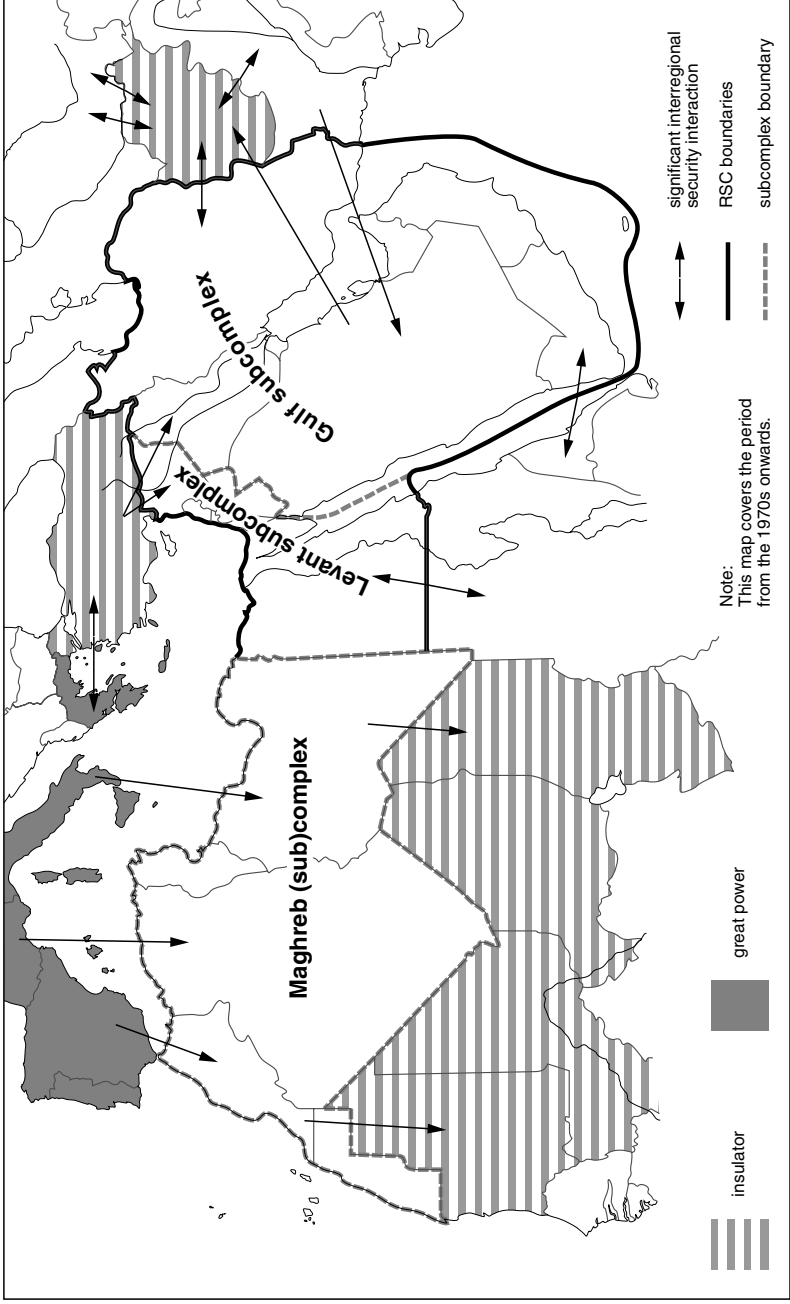 Gulf subcomplex
Levant subcomplex
Maghreb (sub)complex
insulator
great power
Note:
This map covers the period
from the 1970s onwards.
significant interregional
security interaction
RSC boundaries
subcomplex boundary